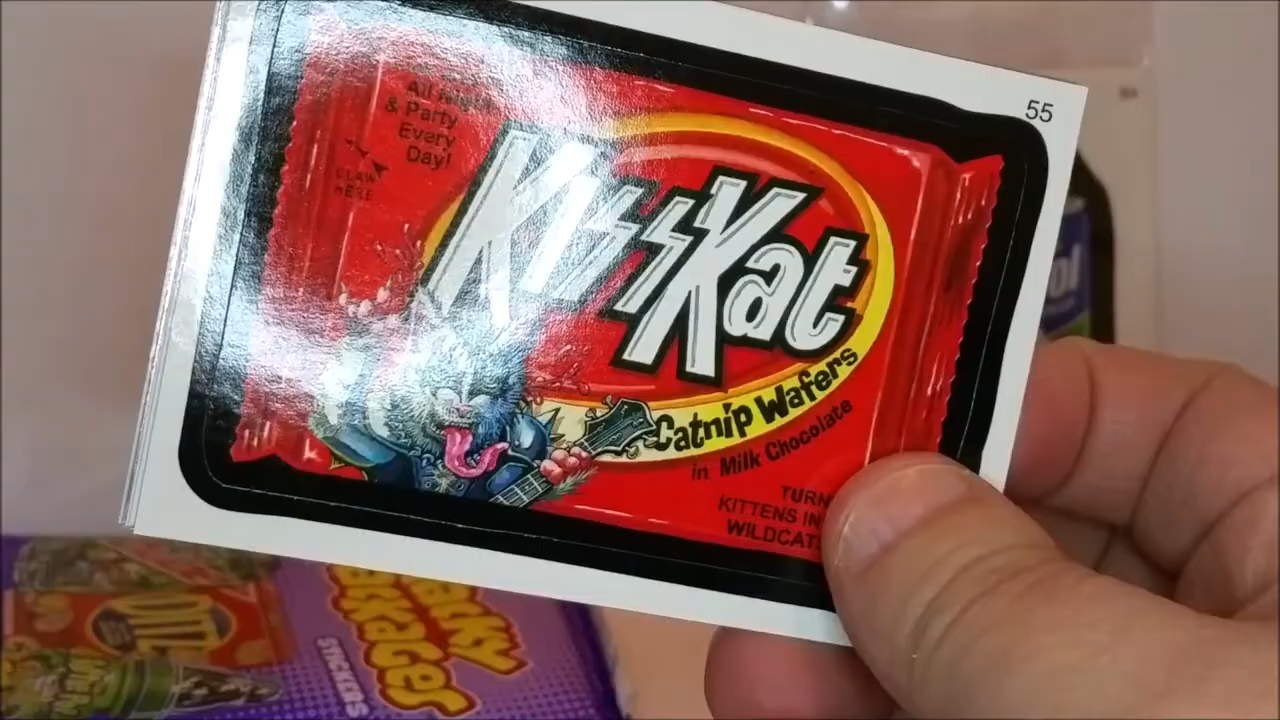 55
All Night
& Party
Every
Day!
CLAW
HERE
KissKat
Catnip Wafers
in Milk Chocolate
TURN
KITTENS IN
WILDCAT
Wacky
Packages
STICKERS